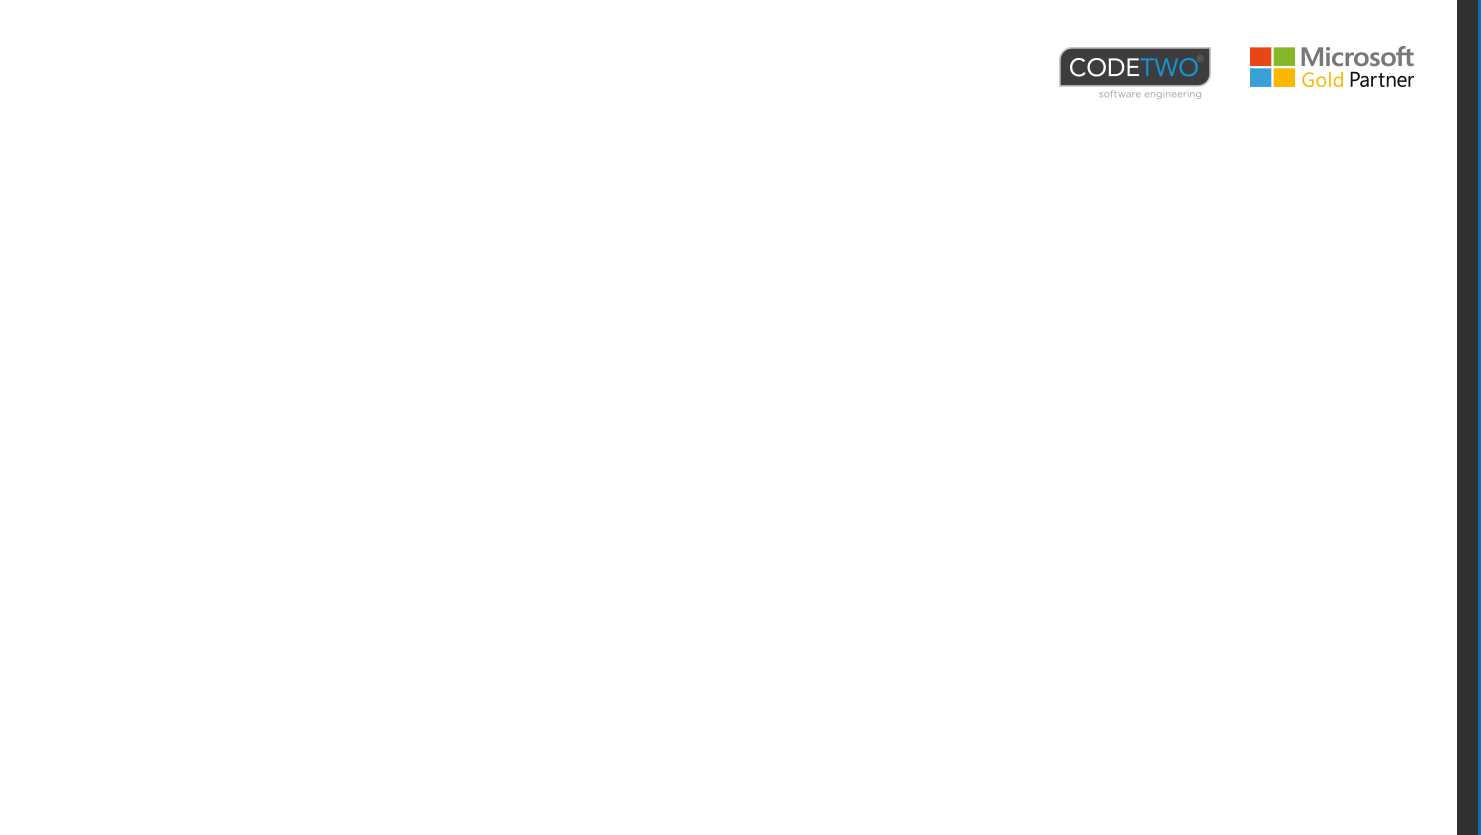 CODETWO®
software engineering
Microsoft
Gold Partner